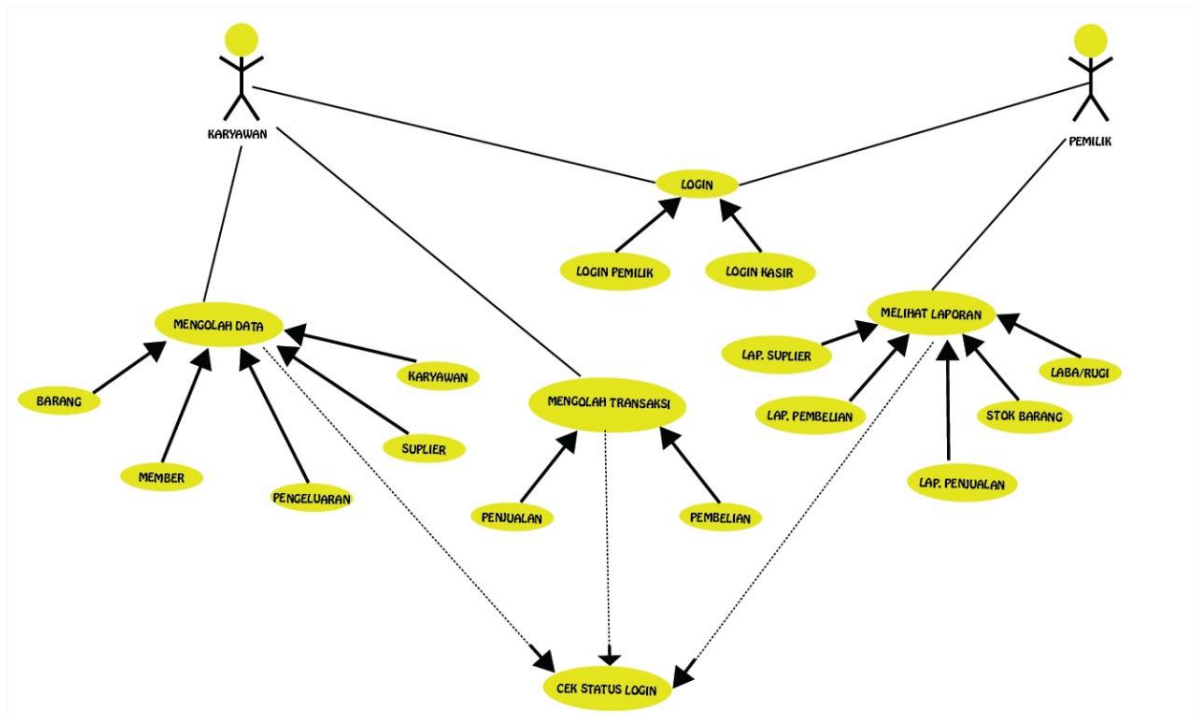 KARYAWAN
PEMILIK
LOGIN
LOGIN PEMILIK
LOGIN KASIR
MENGOLAH DATA
MELIHAT LAPORAN
LAP. SUPLIER
KARYAWAN
LABA/RUGI
BARANG
MENGOLAH TRANSAKSI
LAP. PEMBELIAN
STOK BARANG
SUPLIER
MEMBER
LAP. PENJUALAN
PENGELUARAN
PENJUALAN
PEMBELIAN
CEK STATUS LOGIN